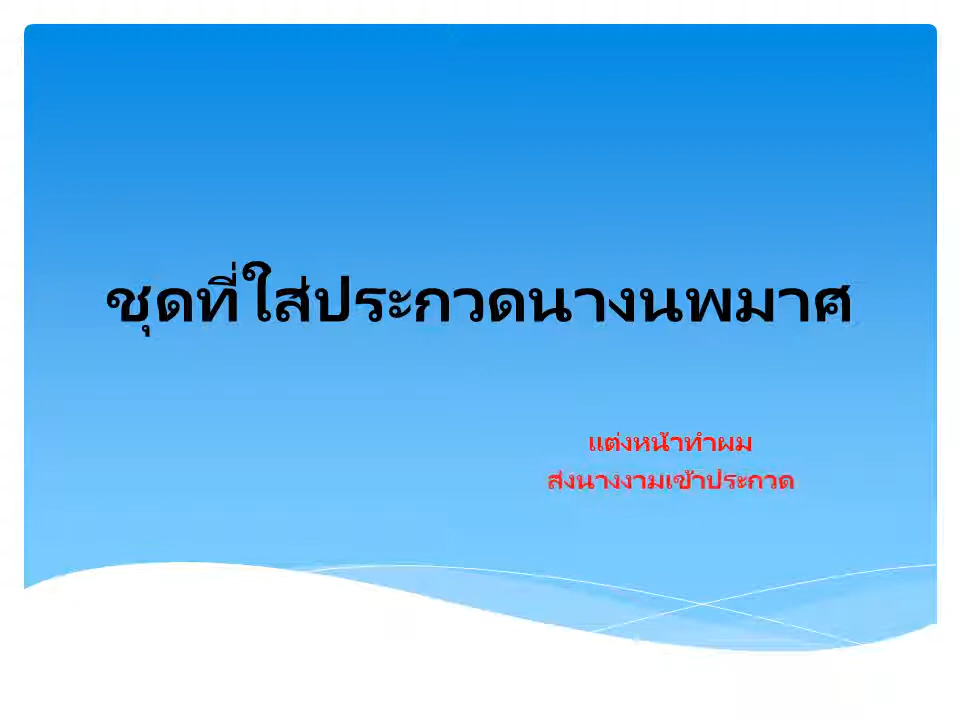 ชุดที่ใส่ประกวดนางนพมาศ
แต่งหน้าทำผม
ส่งนางงามเข้าประกวด